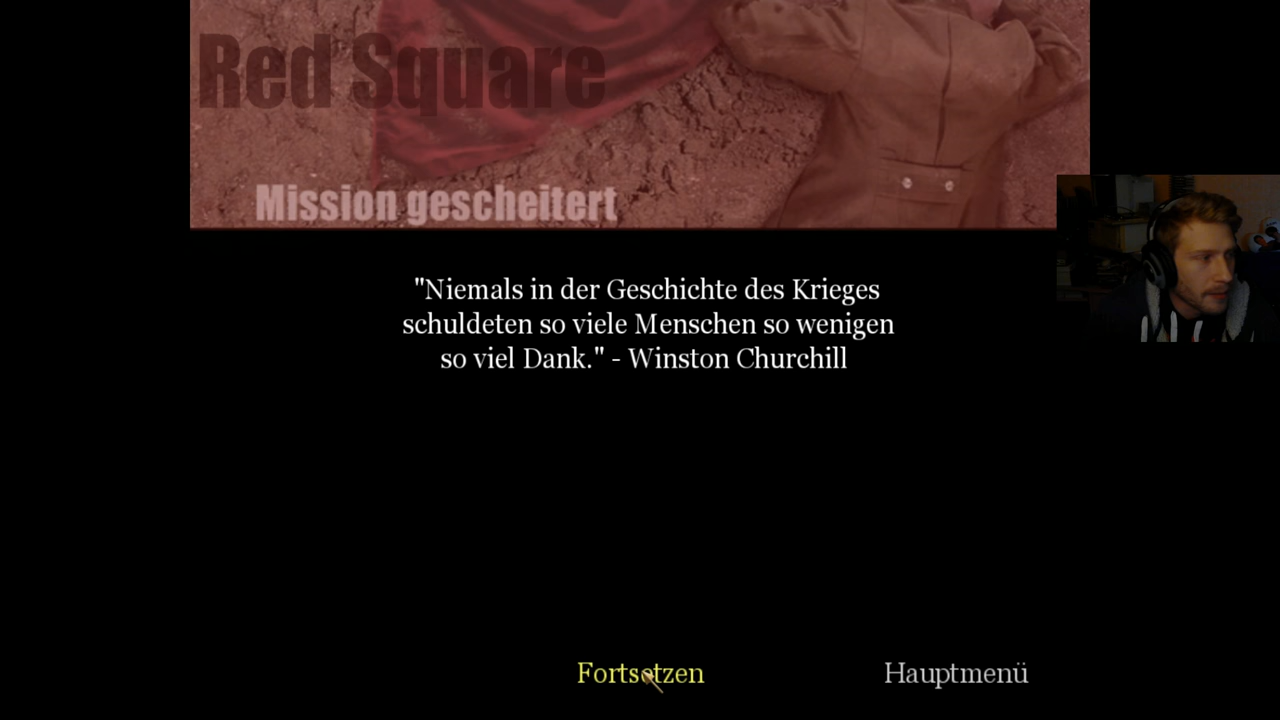 Red Square
Mission gescheitert
"Niemals in der Geschichte des Krieges
schuldeten so viele Menschen so wenigen
so viel Dank." - Winston Churchill
Fortsetzen
Hauptmenü